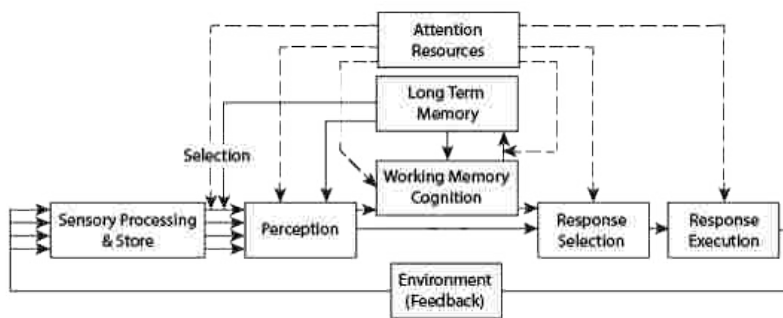 Attention
Resources
Long Term
Memory
Selection
Working Memory
Cognition
Sensory Processing
& Store
Perception
Response
Selection
Response
Execution
Environment
(Feedback)